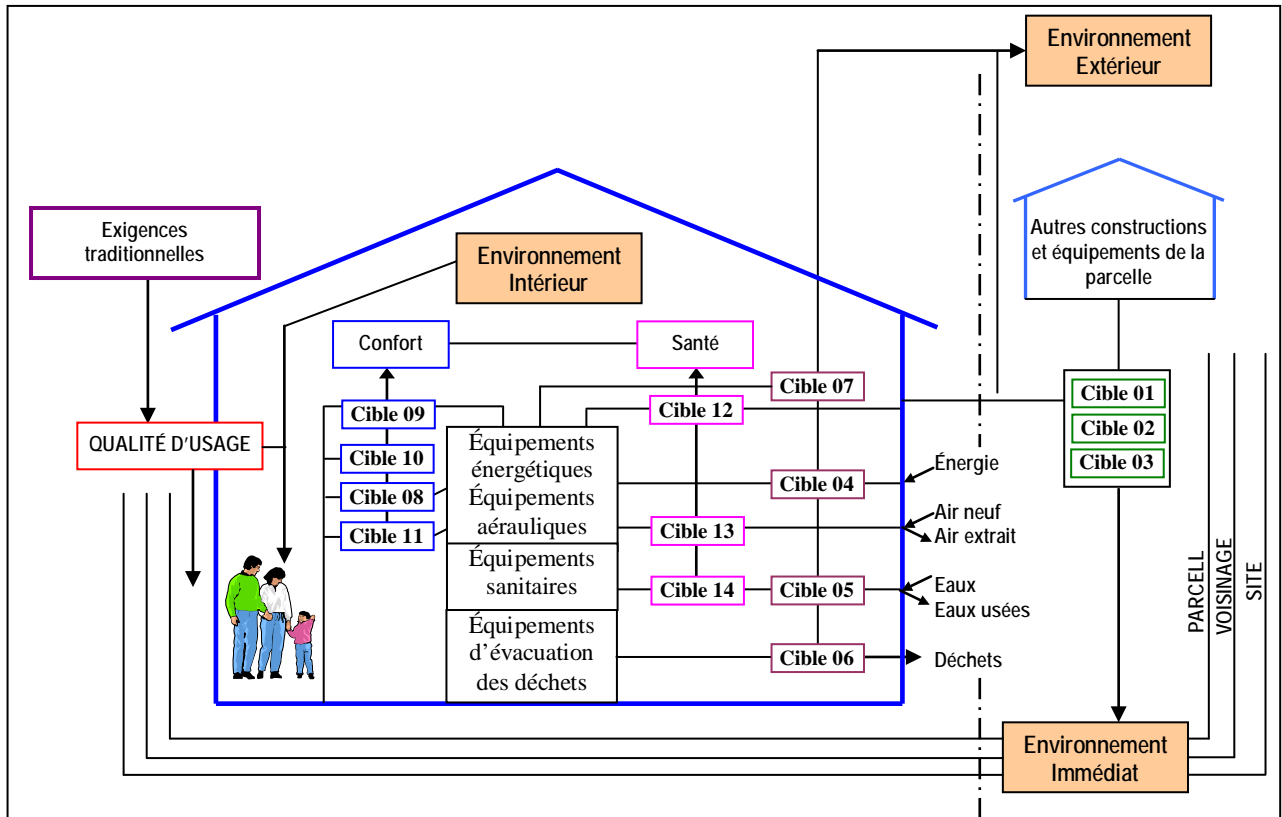 Environnement
Extérieur
Exigences
traditionnelles
Environnement
Intérieur
Autres constructions
et équipements de la
parcelle
Confort
Santé
Cible 07
Cible 09
Cible 12
Cible 01
Cible 02
Cible 03
QUALITÉ D'USAGE
Cible 10
Cible 08
Cible 11
Équipements
énergétiques
Équipements
aérauliques
Équipements
sanitaires
Équipements
d'évacuation
des déchets
Cible 04
Cible 13
Cible 14
Cible 05
Cible 06
Énergie
Air neuf
Air extrait
Eaux
Eaux usées
Déchets
PARCELL
VOISINAGE
SITE
Environnement
Immédiat